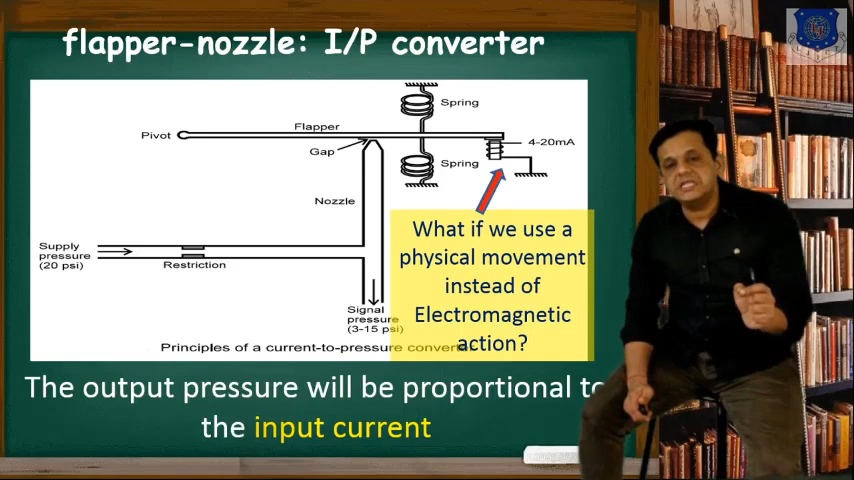 flapper-nozzle: I/P converter
Spring
Flapper
Pivot
4-20mA
Gap
Spring
Nozzle
Supply
pressure
(20 psi)
Restriction
Signal
pressure
(3-15 psi)
Principles of a current-to-pressure converter
What if we use a
physical movement
instead of
Electromagnetic
action?
The output pressure will be proportional to
the input current